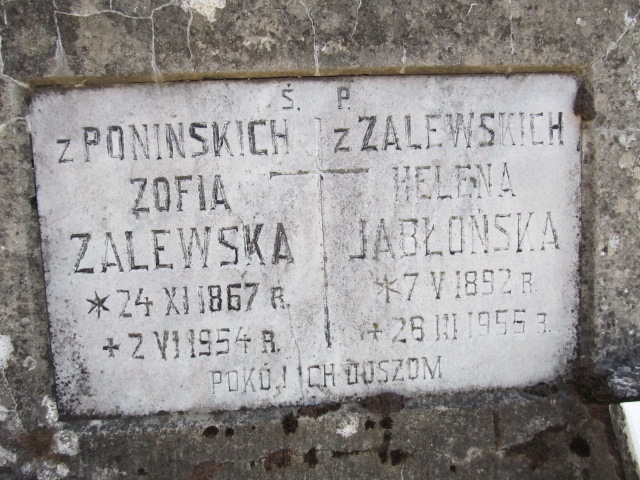 Ś. P.
z PONIŃSKICH
ZOFIA
ZALEWSKA
*24 XI 1867 R.
+2 VI 1954 R.
z ZALEWSKICH
HELENA
JABŁOŃSKA
*7 V 1892 R.
+28 III 1956 R.
POKÓJ ICH DUSZOM